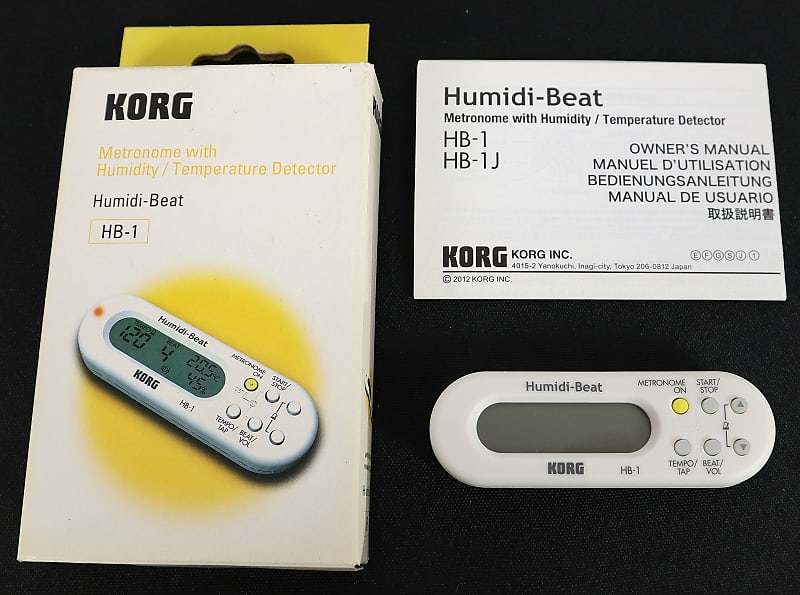 KORG
Metronome with
Humidity / Temperature Detector
Humidi-Beat
HB-1
Humidi-Beat
TEMPO
BEAT
120 4 20.5°C
45%
KORG
HB-1
METRONOME
ON
START/
STOP
TEMPO/
TAP
BEAT/
VOL
Humidi-Beat
Metronome with Humidity / Temperature Detector
HB-1
HB-1J
OWNER'S MANUAL
MANUEL D'UTILISATION
BEDIENUNGSANLEITUNG
MANUAL DE USUARIO
取扱説明書
KORG KORG INC.
4015-2 Yanokuchi, Inagi-city, Tokyo 206-0812 Japan
© 2012 KORG INC.
Ⓔ Ⓕ Ⓖ Ⓢ Ⓙ ①
Humidi-Beat
METRONOME
ON
START/
STOP
KORG
HB-1
TEMPO/
TAP
BEAT/
VOL